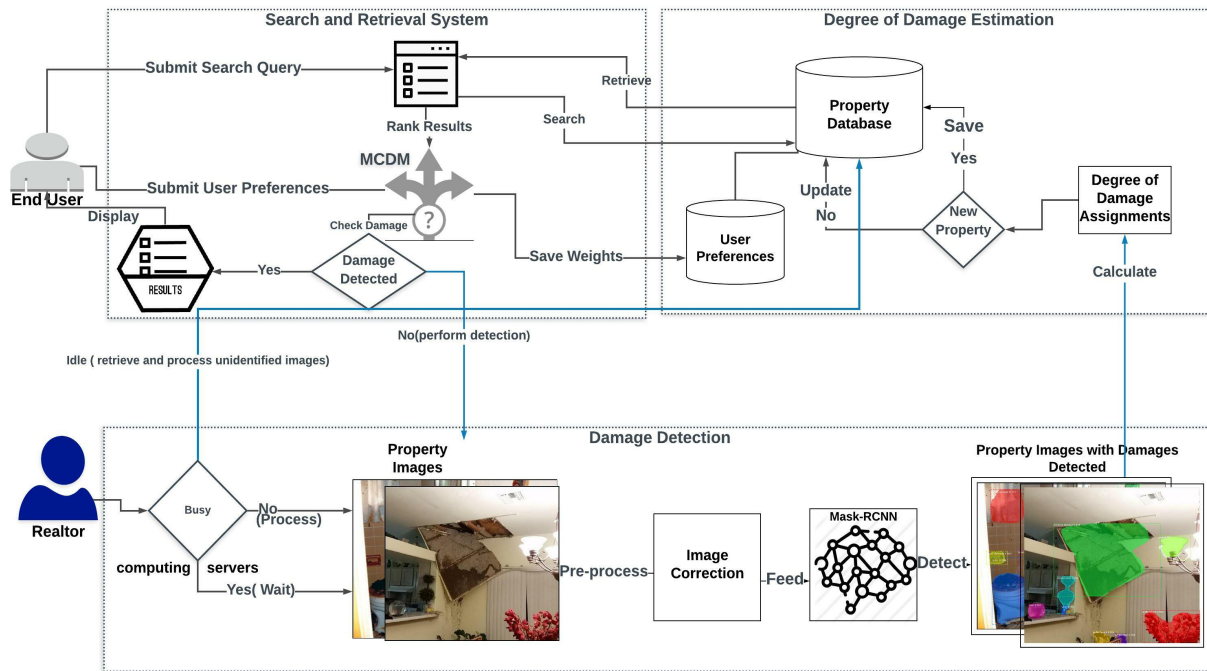 Search and Retrieval System
Degree of Damage Estimation
Submit Search Query
Retrieve
Search
Rank Results
MCDM
Property
Database
Save
Yes
End User
Submit User Preferences
Display
Check Damage
?
Update
No
New
Property
Degree of
Damage
Assignments
User
Preferences
Save Weights
Yes
Damage
Detected
RESULTS
Calculate
No(perform detection)
Idle ( retrieve and process unidentified images)
Damage Detection
Property
Images
Property Images with Damages
Detected
Realtor
Busy
No
(Process)
computing servers
Yes( Wait)
Pre-process
Image
Correction
Feed
Mask-RCNN
Detect